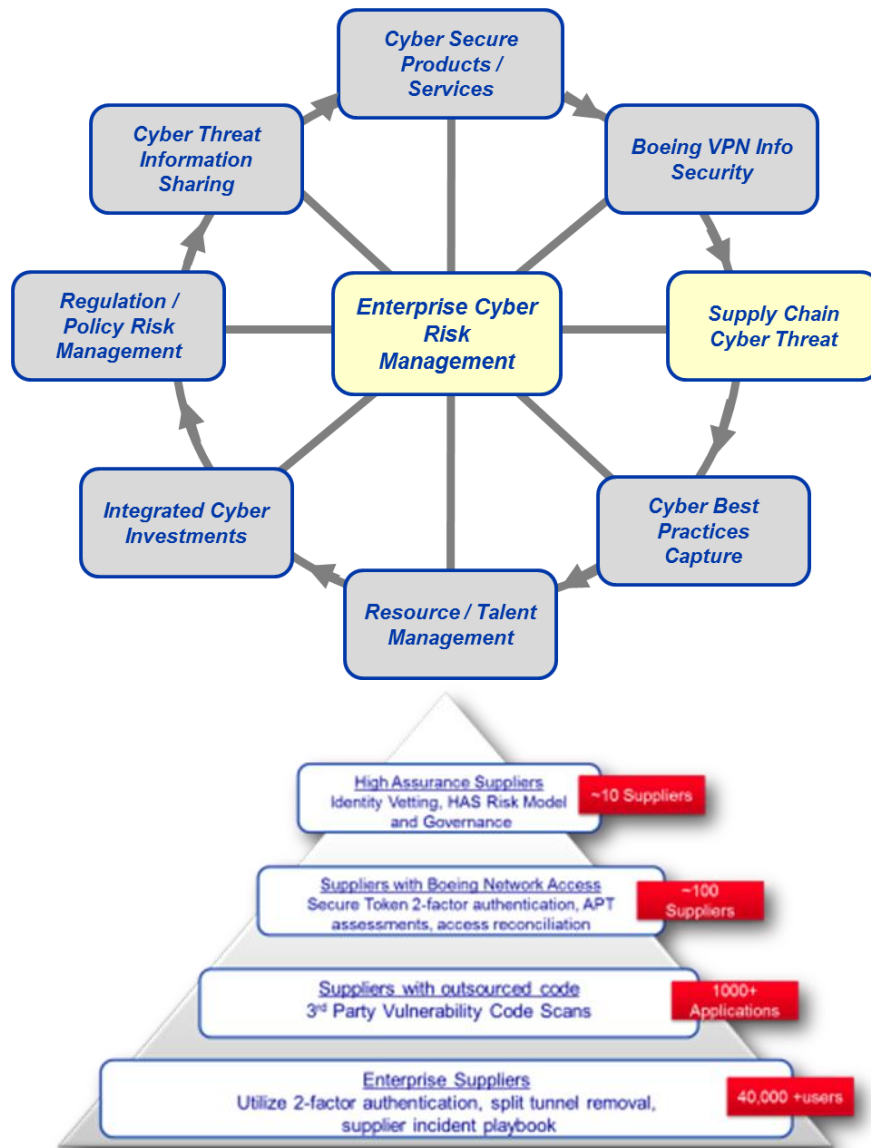 Cyber Secure
Products /
Services
Cyber Threat
Information
Sharing
Boeing VPN Info
Security
Regulation /
Policy Risk
Management
Enterprise Cyber
Risk
Management
Supply Chain
Cyber Threat
Integrated Cyber
Investments
Cyber Best
Practices
Capture
Resource / Talent
Management
High Assurance Suppliers
Identity Vetting, HAS Risk Model
and Governance
~10 Suppliers
Suppliers with Boeing Network Access
Secure Token 2-factor authentication, APT
assessments, access reconciliation
~100
Suppliers
Suppliers with outsourced code
3rd Party Vulnerability Code Scans
1000+
Applications
Enterprise Suppliers
Utilize 2-factor authentication, split tunnel removal,
supplier incident playbook
40,000 +users